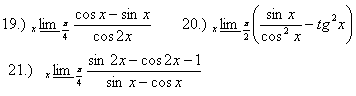 19.) x lim π/4 (cos x − sin x)/(cos 2x) 20.) x lim π/2 (sin x/cos² x − tg² x)
21.) x lim π/4 (sin 2x − cos 2x − 1)/(sin x − cos x)